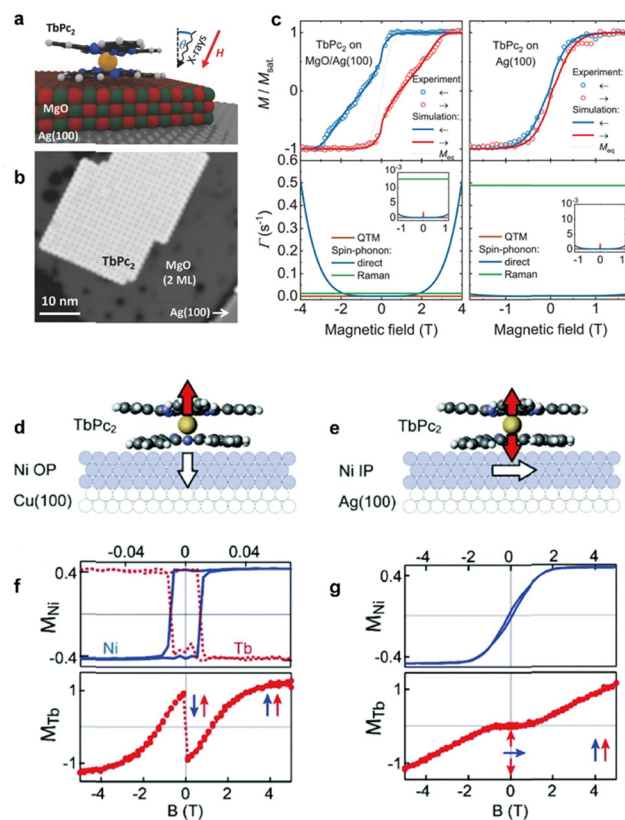 a
TbPc2
θ
X-rays
H
MgO
Ag(100)
b
TbPc2
MgO
(2 ML)
10 nm
Ag(100)→
c
M / Msat.
1
0
-1
TbPc2 on
MgO/Ag(100)
Experiment:
←
→
Simulation:
←
→
Meq
TbPc2 on
Ag(100)
Experiment:
←
→
Simulation:
←
→
Meq
Γ(s-1)
0.6
0.5
0.4
0.3
0.2
0.1
0.0
10-3
0
-1 0 1
QTM
Spin-phonon:
direct
Raman
-4 -2 0 2 4
Magnetic field (T)
10-3
0
-1 0 1
QTM
Spin-phonon:
direct
Raman
-1 0 1
Magnetic field (T)
d
TbPc2
Ni OP
Cu(100)
e
TbPc2
Ni IP
Ag(100)
f
-0.04 0 0.04
MNi
0.4
-0.4
Ni
Tb
MTb
1
-1
-4 -2 0 2 4
B (T)
g
-4 -2 0 2 4
MNi
0.4
-0.4
MTb
1
-1
-4 -2 0 2 4
B (T)